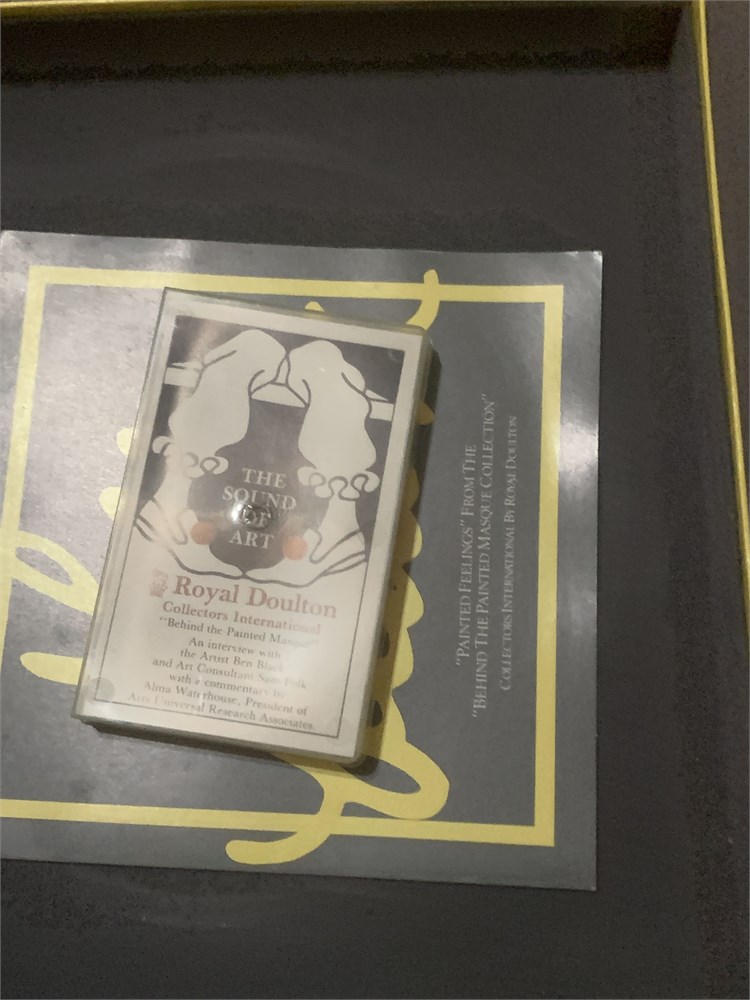 THE
SOUND
OF
ART
Royal Doulton
Collectors International
"Behind the Painted Masque"
An interview with
the Artist Ben Black
and Art Consultant Sam Folk
with a commentary by
Alma Waterhouse, President of
Arts Universal Research Associates.
"PAINTED FEELINGS" FROM THE
"BEHIND THE PAINTED MASQUE COLLECTION"
COLLECTORS INTERNATIONAL BY ROYAL DOULTON